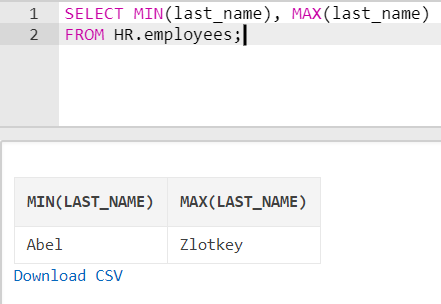 1 SELECT MIN(last_name), MAX(last_name)
2 FROM HR.employees;
MIN(LAST_NAME) MAX(LAST_NAME)
Abel Zlotkey
Download CSV